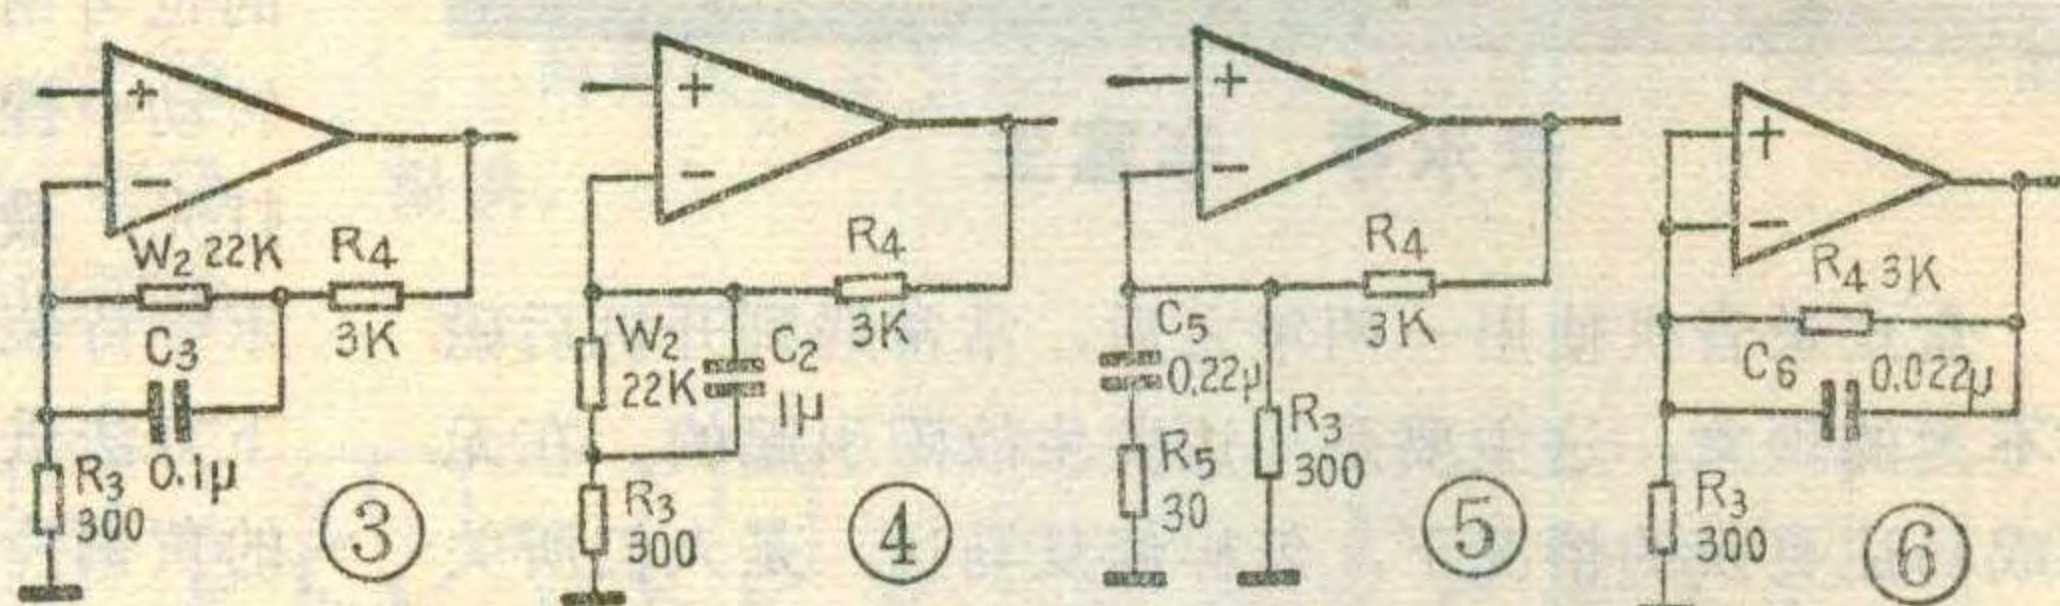 +
−
W2 22K
R4
3K
C3
0.1μ
R3
300
③
+
−
R4
3K
W2
22K
C2
1μ
R3
300
④
+
−
R4
3K
C5
0.22μ
R5
30
R3
300
⑤
+
−
R4 3K
C6 0.022μ
R3
300
⑥